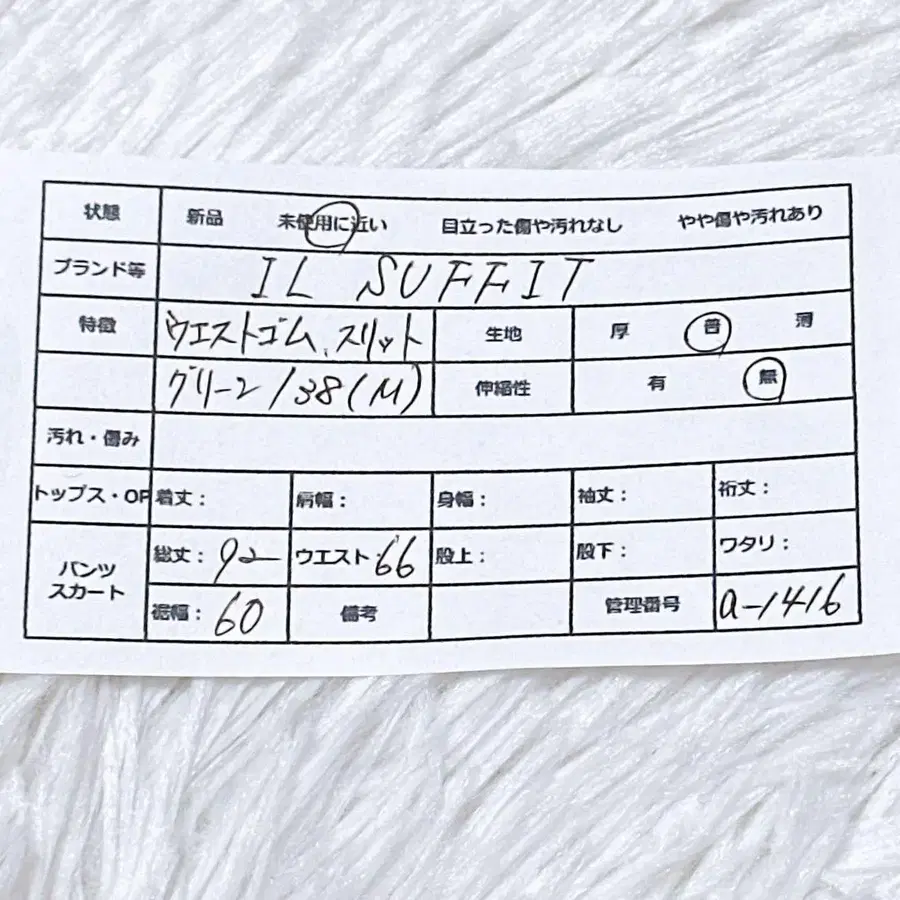 状態 新品 未使用に近い 目立った傷や汚れなし やや傷や汚れあり
ブランド等 IL SUFFIT
特徴 ウエストゴム、スリット 生地 厚 普 薄
グリーン/38(M) 伸縮性 有 無
汚れ・傷み
トップス・OP 着丈: 肩幅: 身幅: 袖丈: 裄丈:
パンツ スカート 総丈: 92 ウエスト 66 股上: 股下: ワタリ:
裾幅: 60 備考 管理番号 a-1416